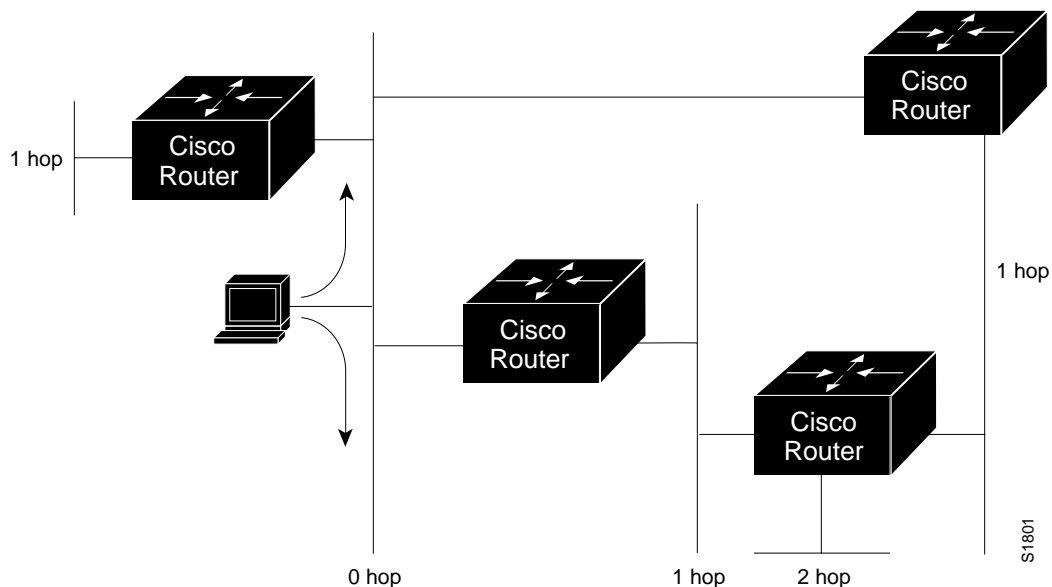 Cisco
Router
Cisco
Router
1 hop
1 hop
Cisco
Router
Cisco
Router
S1801
0 hop
1 hop
2 hop